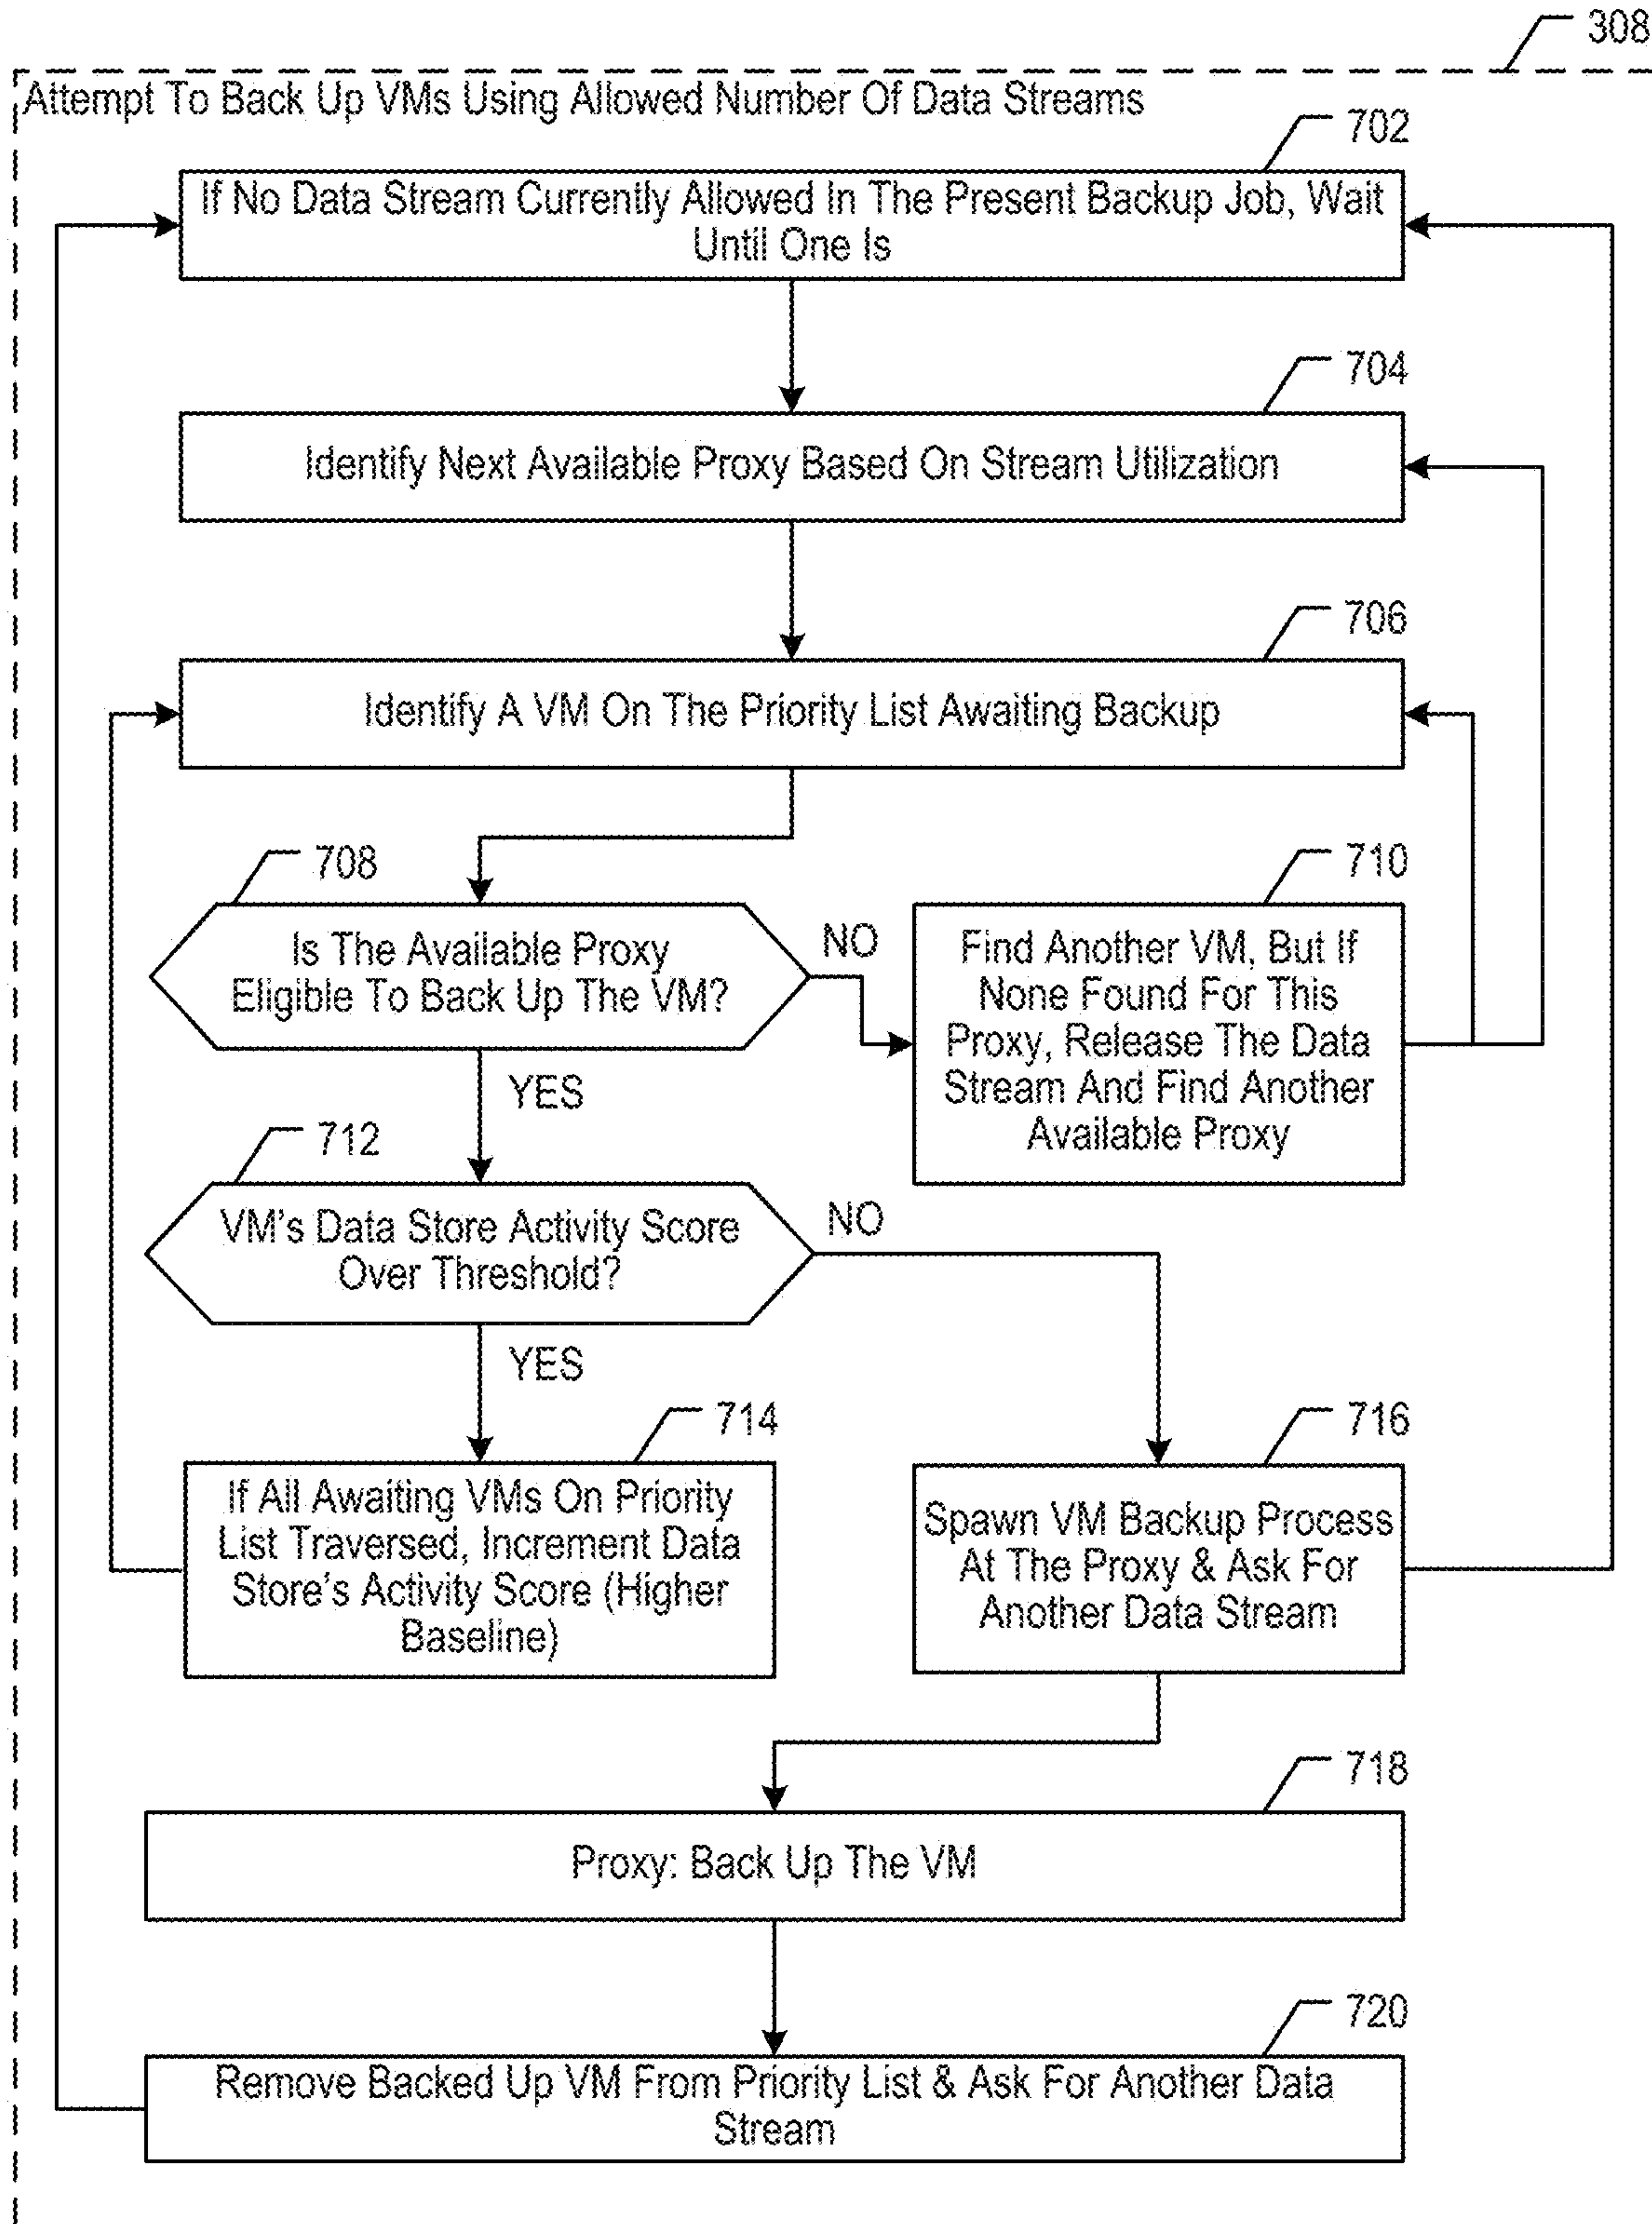 308
Attempt To Back Up VMs Using Allowed Number Of Data Streams
702
If No Data Stream Currently Allowed In The Present Backup Job, Wait
Until One Is
704
Identify Next Available Proxy Based On Stream Utilization
706
Identify A VM On The Priority List Awaiting Backup
708
Is The Available Proxy
Eligible To Back Up The VM?
NO
710
Find Another VM, But If
None Found For This
Proxy, Release The Data
Stream And Find Another
Available Proxy
YES
712
VM's Data Store Activity Score
Over Threshold?
NO
YES
714
If All Awaiting VMs On Priority
List Traversed, Increment Data
Store's Activity Score (Higher
Baseline)
716
Spawn VM Backup Process
At The Proxy & Ask For
Another Data Stream
718
Proxy: Back Up The VM
720
Remove Backed Up VM From Priority List & Ask For Another Data
Stream